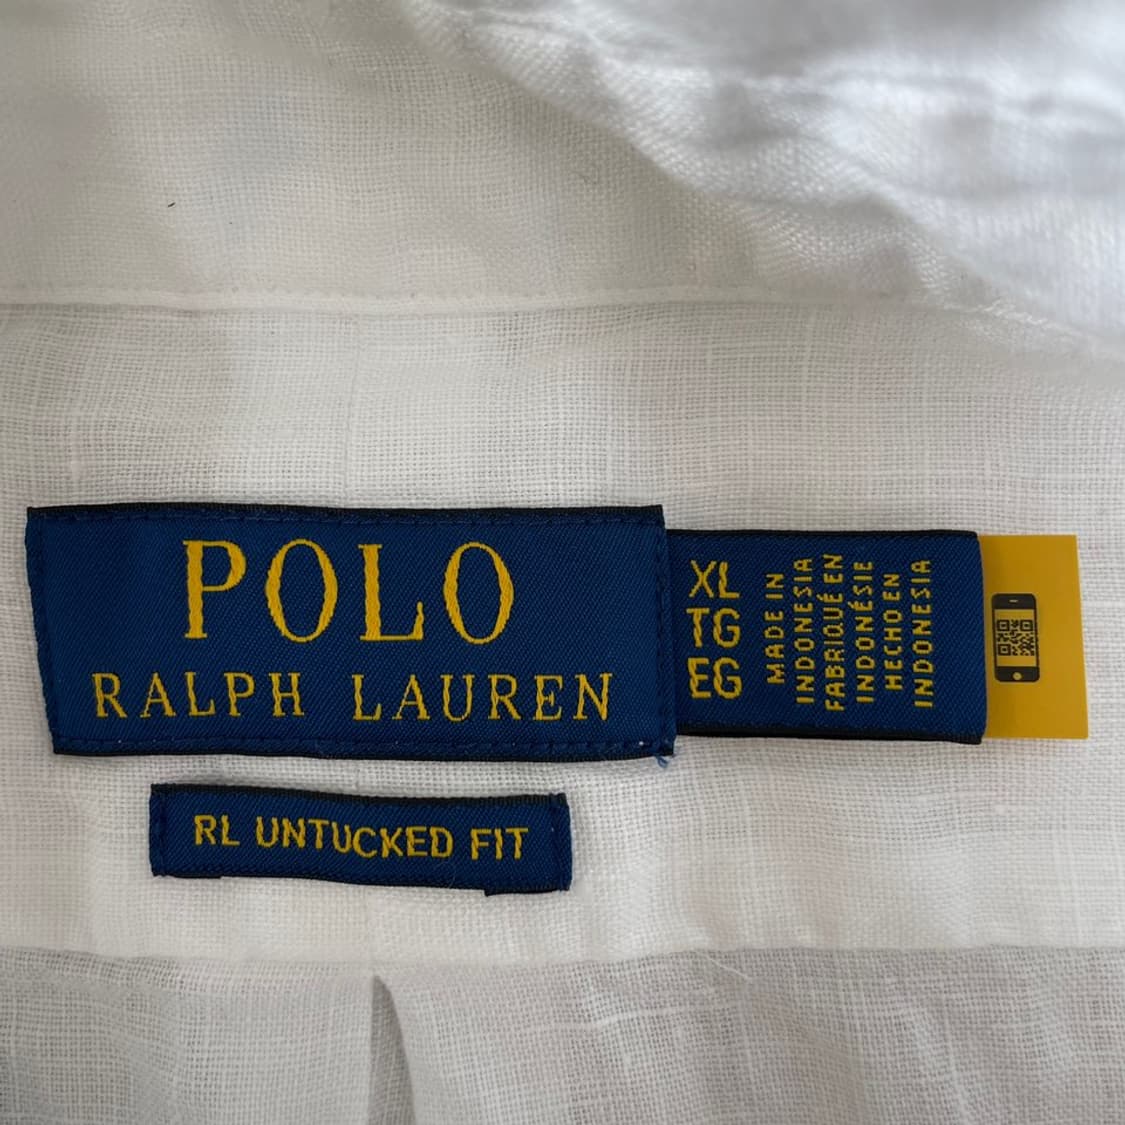 POLO
RALPH LAUREN
XL
TG
EG
MADE IN
INDONESIA
FABRIQUÉ EN
INDONÉSIE
HECHO EN
INDONESIA
RL UNTUCKED FIT